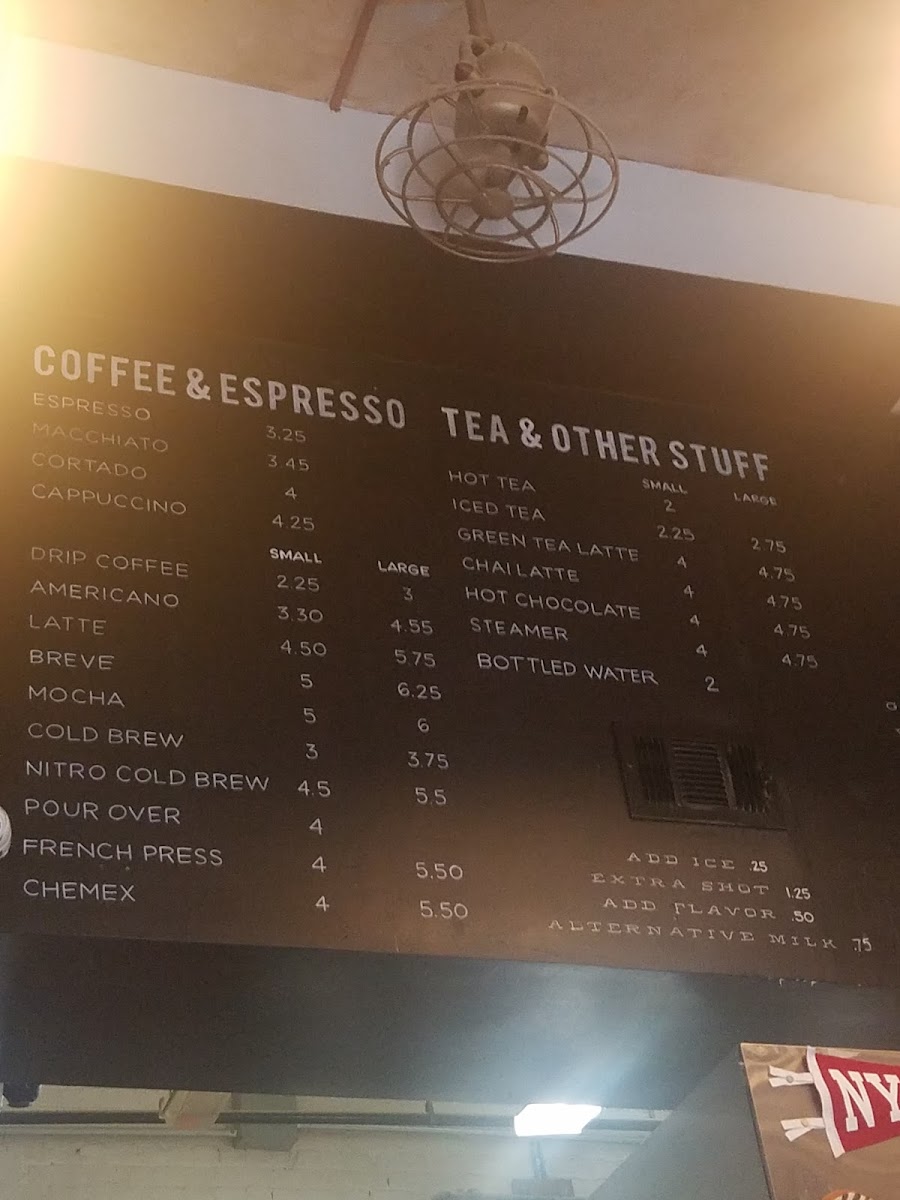 COFFEE & ESPRESSO
ESPRESSO 3.25
MACCHIATO 3.45
CORTADO 4
CAPPUCCINO 4.25
SMALL LARGE
DRIP COFFEE 2.25 3
AMERICANO 3.30 4.55
LATTE 4.50 5.75
BREVE 5 6.25
MOCHA 5 6
COLD BREW 3 3.75
NITRO COLD BREW 4.5 5.5
POUR OVER 4
FRENCH PRESS 4 5.50
CHEMEX 4 5.50
TEA & OTHER STUFF
SMALL LARGE
HOT TEA 2
ICED TEA 2.25 2.75
GREEN TEA LATTE 4 4.75
CHAI LATTE 4 4.75
HOT CHOCOLATE 4 4.75
STEAMER 4 4.75
BOTTLED WATER 2
ADD ICE .25
EXTRA SHOT 1.25
ADD FLAVOR .50
ALTERNATIVE MILK .75
NY